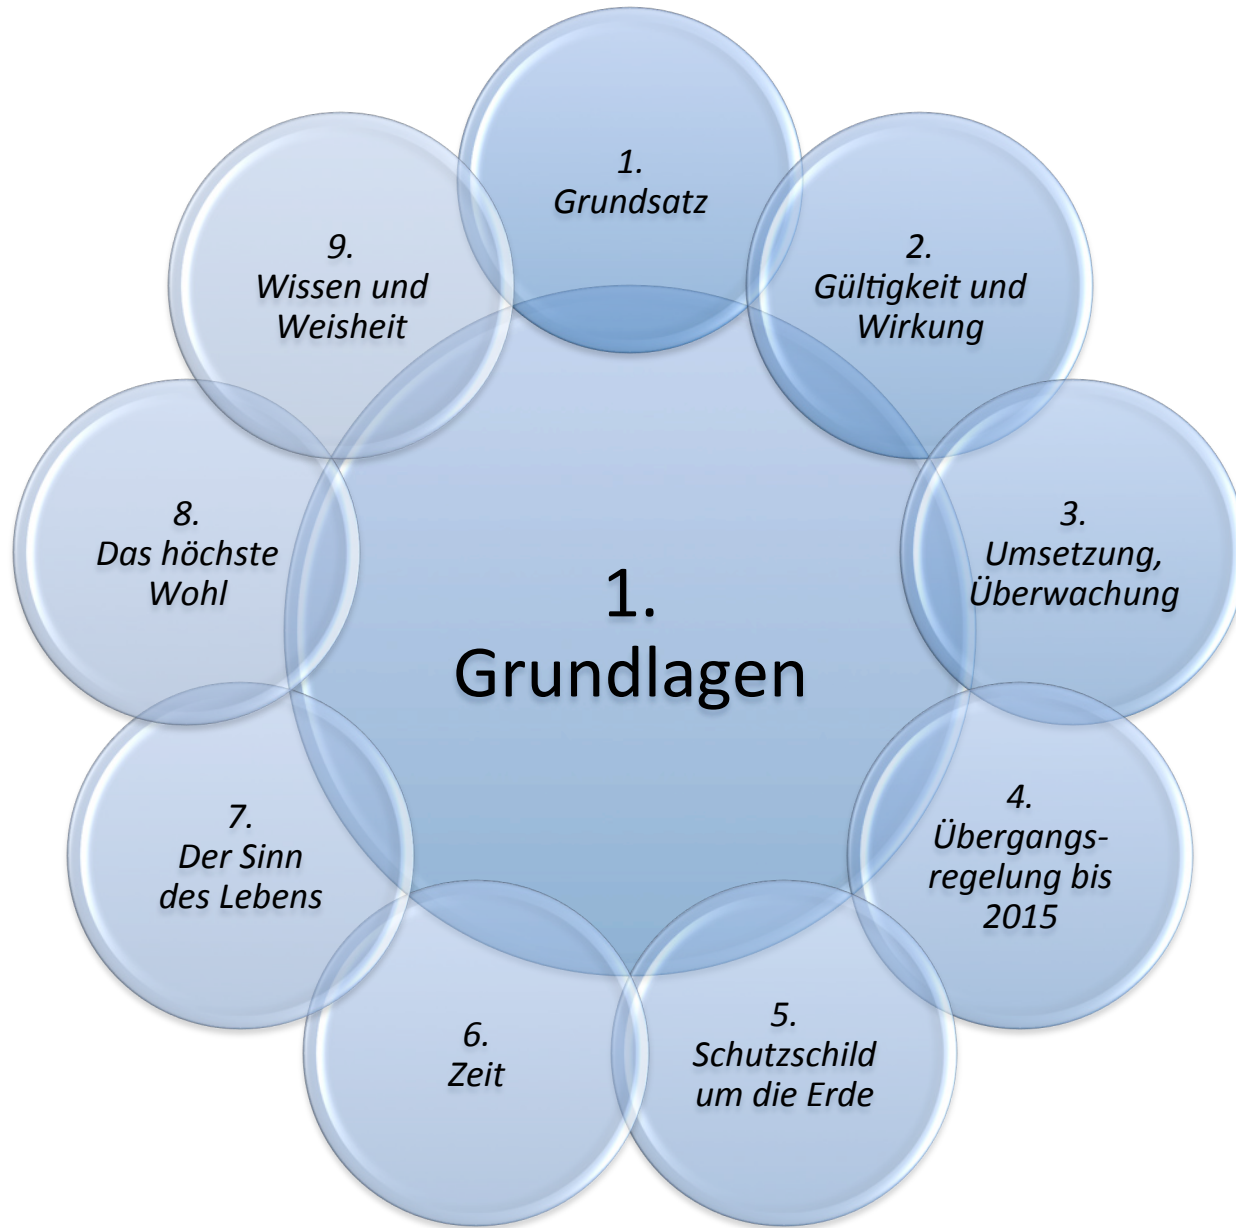 1.
Grundsatz
2.
Gültigkeit und
Wirkung
3.
Umsetzung,
Überwachung
4.
Übergangs-
regelung bis
2015
5.
Schutzschild
um die Erde
6.
Zeit
7.
Der Sinn
des Lebens
8.
Das höchste
Wohl
9.
Wissen und
Weisheit
1.
Grundlagen